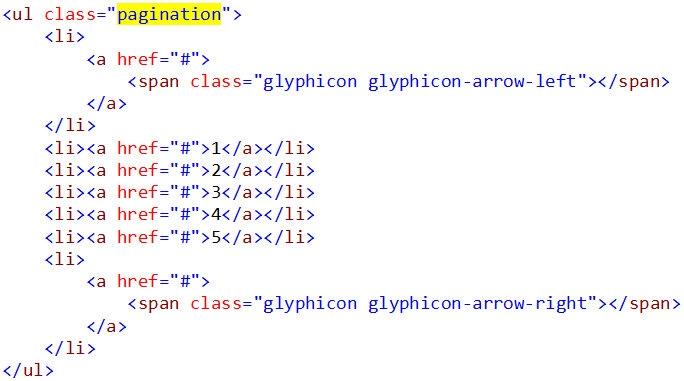 <ul class="pagination">
    <li>
        <a href="#">
            <span class="glyphicon glyphicon-arrow-left"></span>
        </a>
    </li>
    <li><a href="#">1</a></li>
    <li><a href="#">2</a></li>
    <li><a href="#">3</a></li>
    <li><a href="#">4</a></li>
    <li><a href="#">5</a></li>
    <li>
        <a href="#">
            <span class="glyphicon glyphicon-arrow-right"></span>
        </a>
    </li>
</ul>